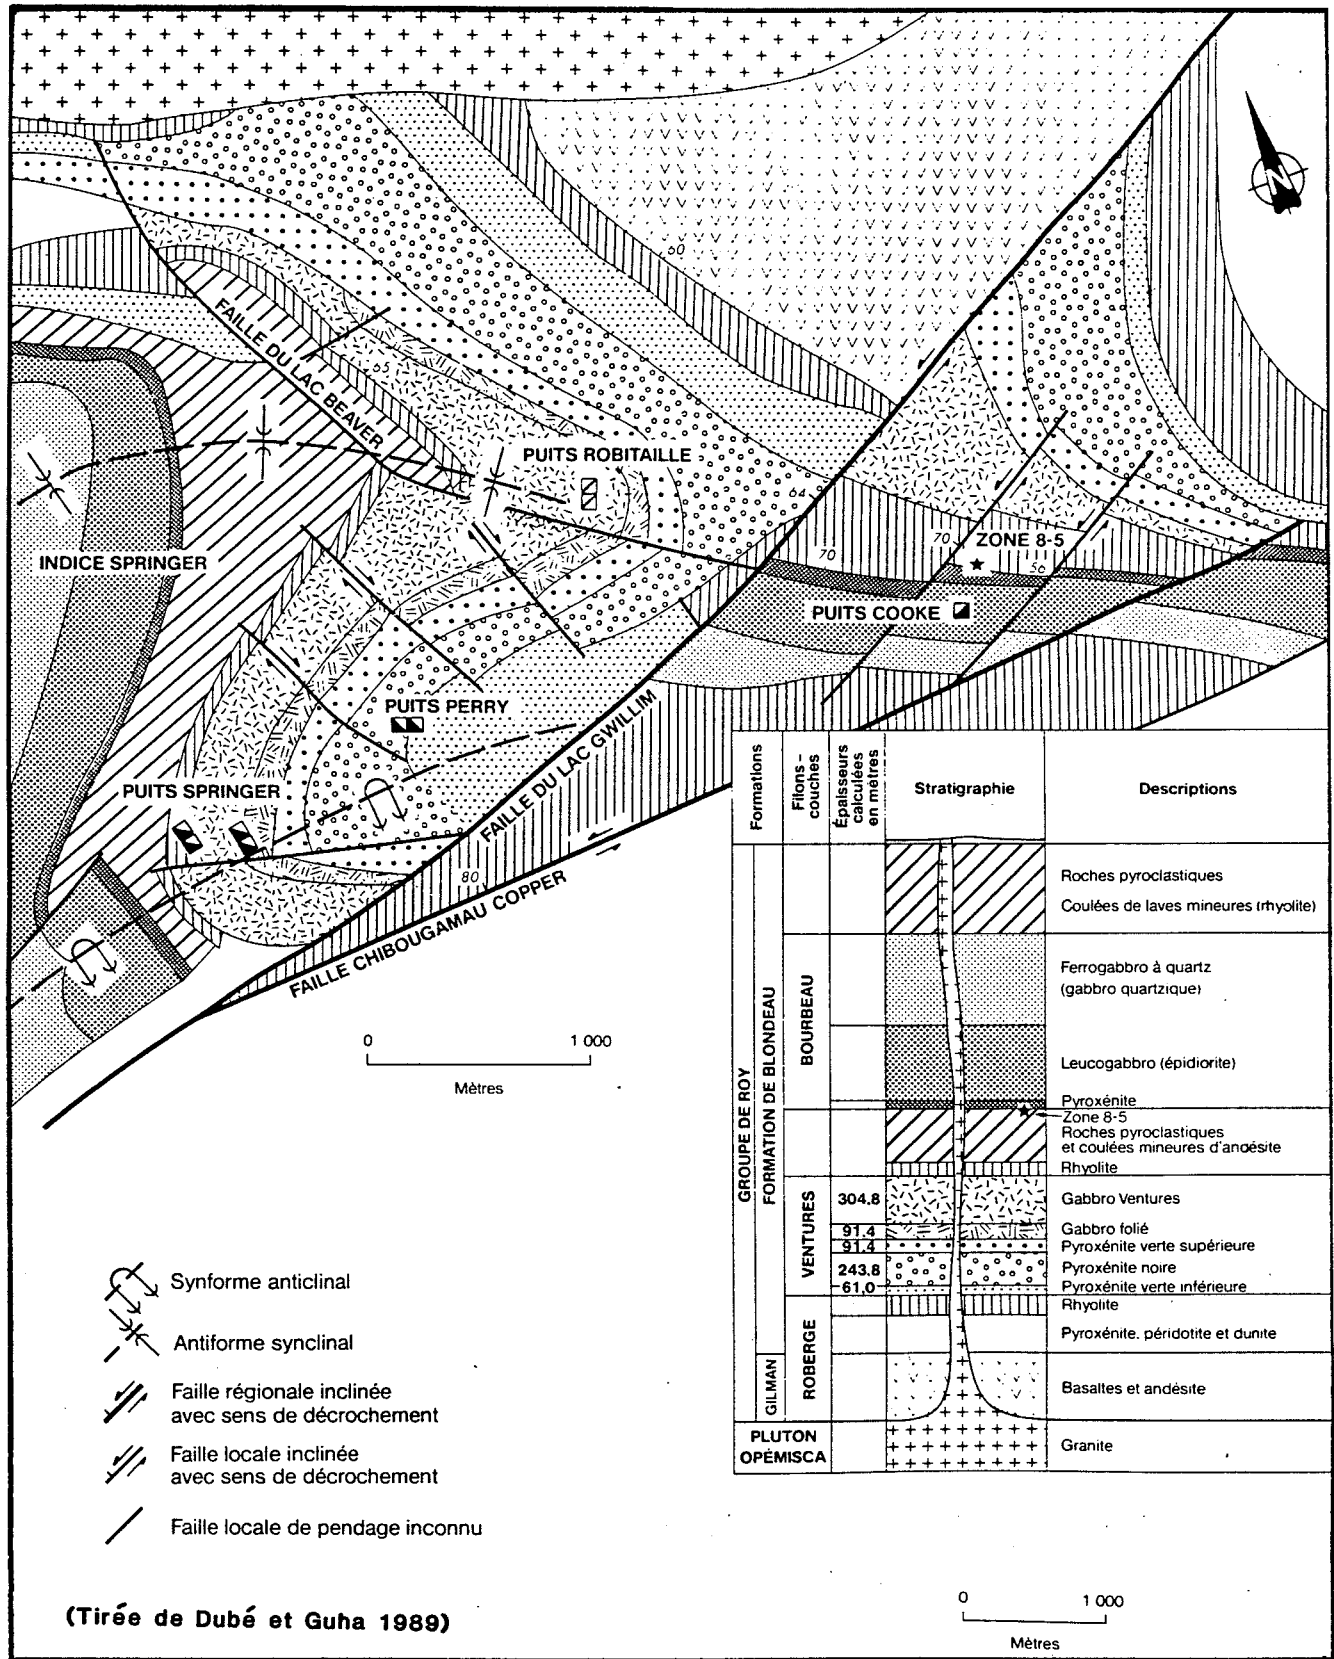 N
60
65
FAILLE DU LAC BEAVER
PUITS ROBITAILLE
64
70
70
ZONE 8-5
56
INDICE SPRINGER
PUITS COOKE
PUITS PERRY
PUITS SPRINGER
FAILLE DU LAC GWILLIM
80
FAILLE CHIBOUGAMAU COPPER
0 1 000
Mètres
Formations
Filons-
couches
Épaisseurs
calculées
en mètres
Stratigraphie
Descriptions
GROUPE DE ROY
FORMATION DE BLONDEAU
GILMAN
BOURBEAU
VENTURES
ROBERGE
Roches pyroclastiques
Coulées de laves mineures (rhyolite)
Ferrogabbro à quartz
(gabbro quartzique)
Leucogabbro (épidiorite)
Pyroxénite
Zone 8-5
Roches pyroclastiques
et coulées mineures d'andésite
Rhyolite
304.8 Gabbro Ventures
91.4 Gabbro folié
91.4 Pyroxénite verte supérieure
243.8 Pyroxénite noire
61,0 Pyroxénite verte inférieure
Rhyolite
Pyroxénite, péridotite et dunite
Basaltes et andésite
PLUTON
OPÉMISCA
Granite
Synforme anticlinal
Antiforme synclinal
Faille régionale inclinée
avec sens de décrochement
Faille locale inclinée
avec sens de décrochement
Faille locale de pendage inconnu
(Tirée de Dubé et Guha 1989)
0 1 000
Mètres